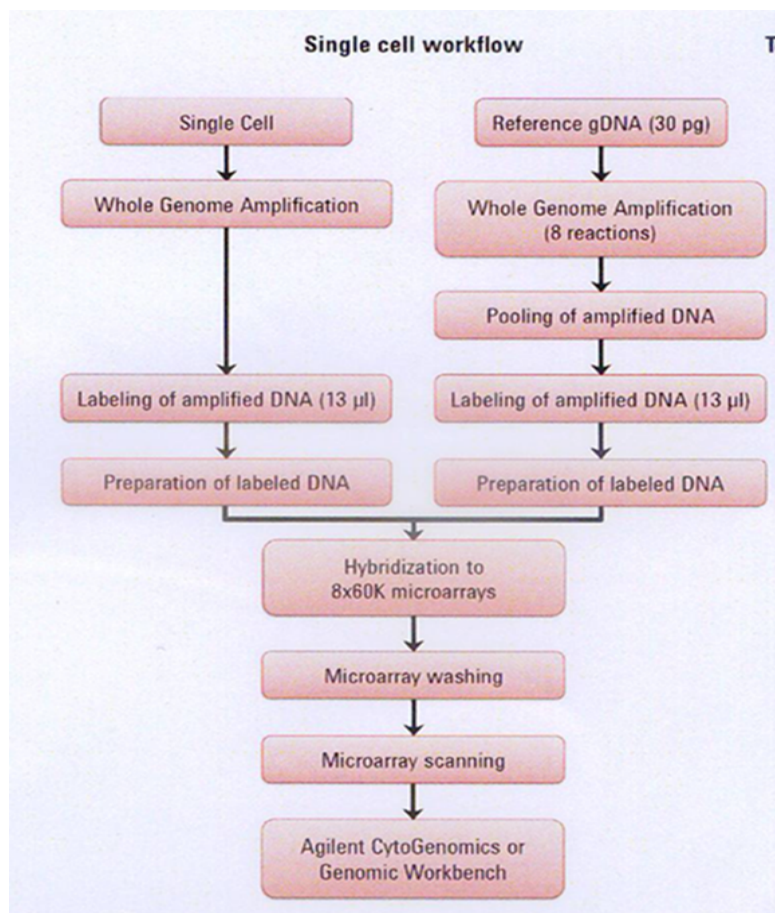 Single cell workflow
T
Single Cell
Reference gDNA (30 pg)
Whole Genome Amplification
Whole Genome Amplification
(8 reactions)
Pooling of amplified DNA
Labeling of amplified DNA (13 µl)
Labeling of amplified DNA (13 µl)
Preparation of labeled DNA
Preparation of labeled DNA
Hybridization to
8x60K microarrays
Microarray washing
Microarray scanning
Agilent CytoGenomics or
Genomic Workbench